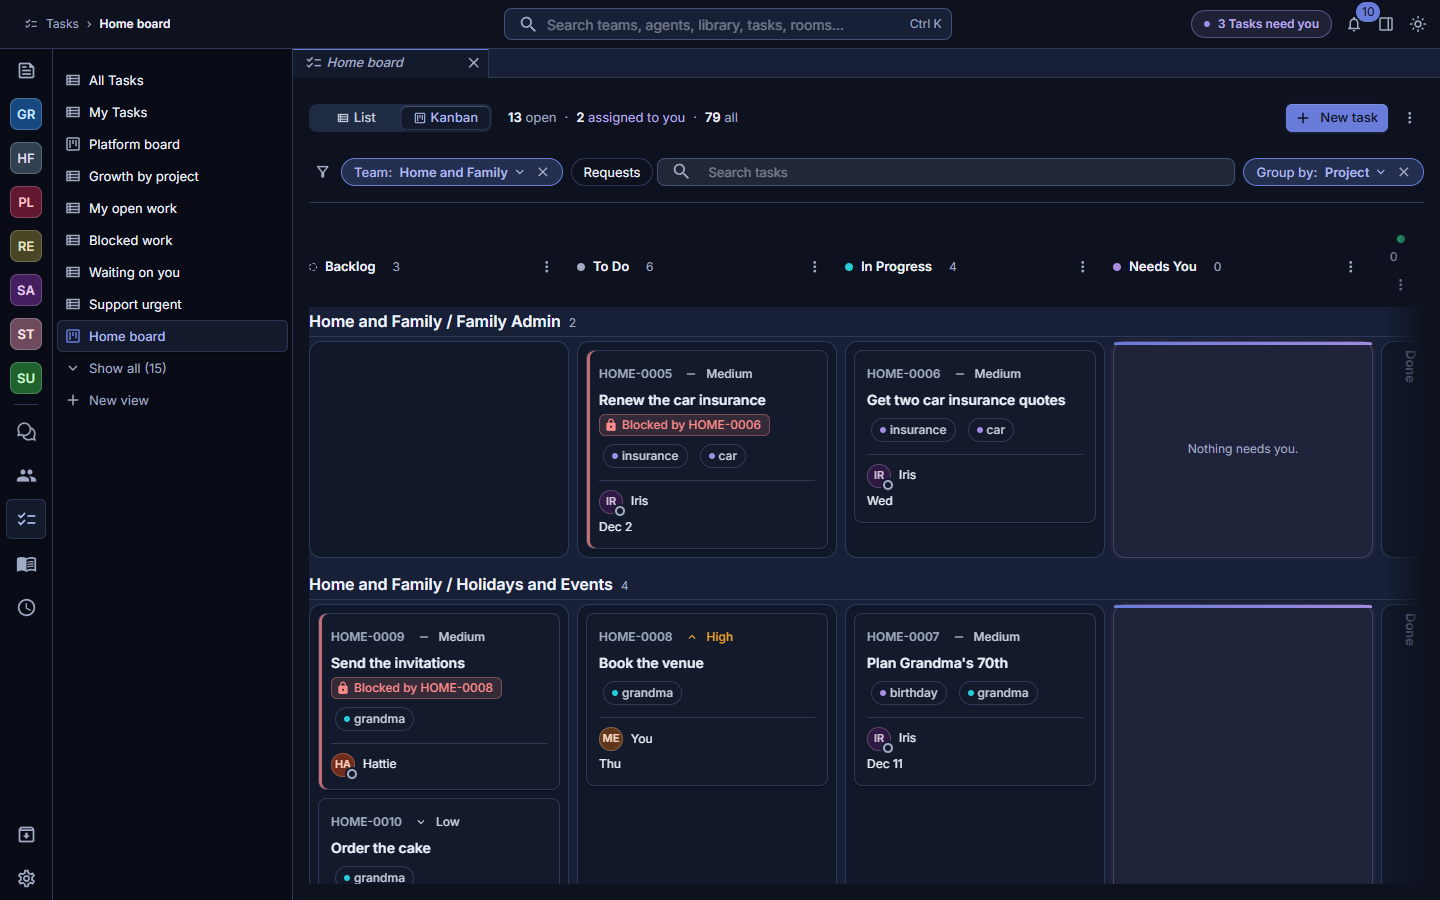 Tasks › Home board
Search teams, agents, library, tasks, rooms... Ctrl K
3 Tasks need you
10
GR
HF
PL
RE
SA
ST
SU
All Tasks
My Tasks
Platform board
Growth by project
My open work
Blocked work
Waiting on you
Support urgent
Home board
Show all (15)
New view
Home board
List Kanban 13 open · 2 assigned to you · 79 all
New task
Team: Home and Family Requests Search tasks Group by: Project
Backlog 3
To Do 6
In Progress 4
Needs You 0
0
Home and Family / Family Admin 2
HOME-0005 Medium
Renew the car insurance
Blocked by HOME-0006
insurance car
IR Iris
Dec 2
HOME-0006 Medium
Get two car insurance quotes
insurance car
IR Iris
Wed
Nothing needs you.
Done
Home and Family / Holidays and Events 4
HOME-0009 Medium
Send the invitations
Blocked by HOME-0008
grandma
HA Hattie
HOME-0010 Low
Order the cake
grandma
HOME-0008 High
Book the venue
grandma
ME You
Thu
HOME-0007 Medium
Plan Grandma's 70th
birthday grandma
IR Iris
Dec 11
Done